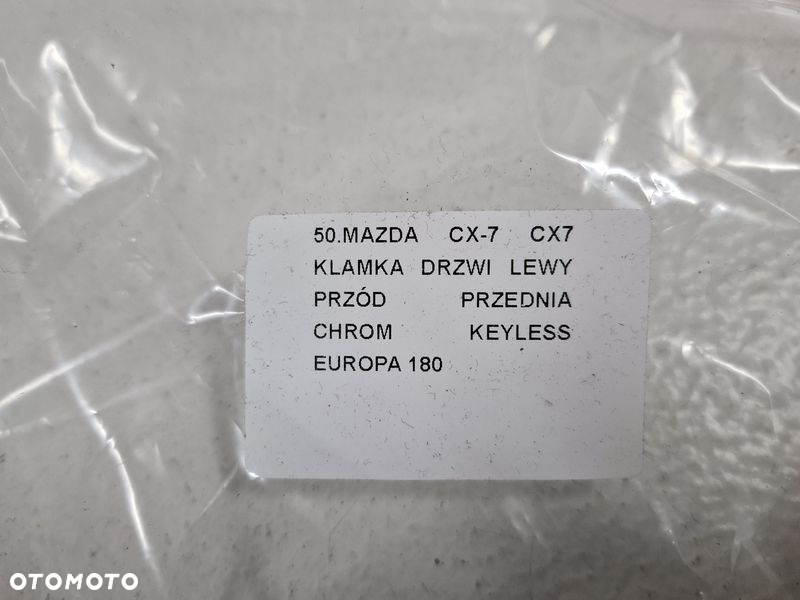 50.MAZDA CX-7 CX7
KLAMKA DRZWI LEWY
PRZÓD PRZEDNIA
CHROM KEYLESS
EUROPA 180
OTOMOTO